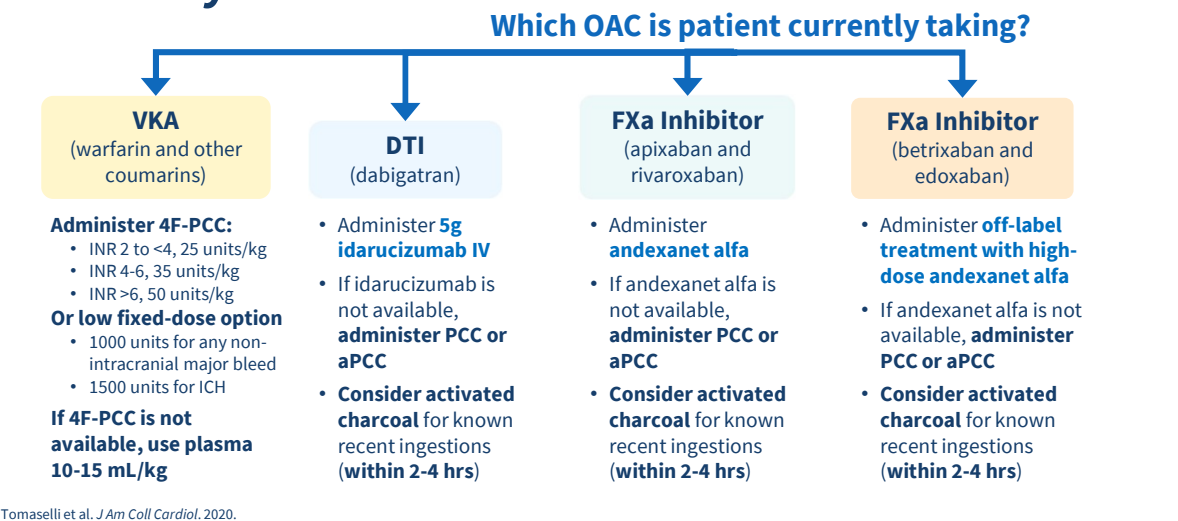 Which OAC is patient currently taking?
VKA
(warfarin and other
coumarins)
Administer 4F-PCC:
• INR 2 to <4, 25 units/kg
• INR 4-6, 35 units/kg
• INR >6, 50 units/kg
Or low fixed-dose option
• 1000 units for any non-
intracranial major bleed
• 1500 units for ICH
If 4F-PCC is not
available, use plasma
10-15 mL/kg
DTI
(dabigatran)
• Administer 5g
idarucizumab IV
• If idarucizumab is
not available,
administer PCC or
aPCC
• Consider activated
charcoal for known
recent ingestions
(within 2-4 hrs)
FXa Inhibitor
(apixaban and
rivaroxaban)
• Administer
andexanet alfa
• If andexanet alfa is
not available,
administer PCC or
aPCC
• Consider activated
charcoal for known
recent ingestions
(within 2-4 hrs)
FXa Inhibitor
(betrixaban and
edoxaban)
• Administer off-label
treatment with high-
dose andexanet alfa
• If andexanet alfa is not
available, administer
PCC or aPCC
• Consider activated
charcoal for known
recent ingestions
(within 2-4 hrs)
Tomaselli et al. J Am Coll Cardiol. 2020.